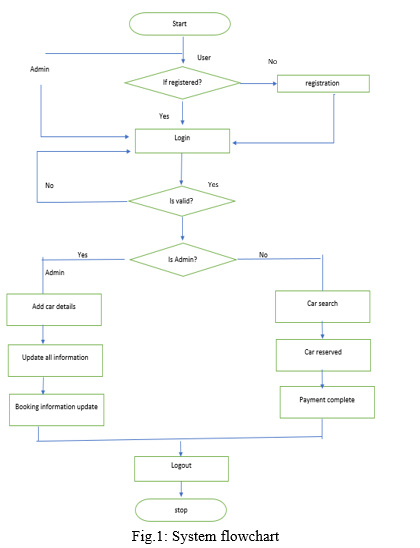 Start
User
Admin
No
If registered?
registration
Yes
Login
No
Yes
Is valid?
Yes
Is Admin?
No
Admin
Add car details
Car search
Update all information
Car reserved
Booking information update
Payment complete
Logout
stop
Fig.1: System flowchart